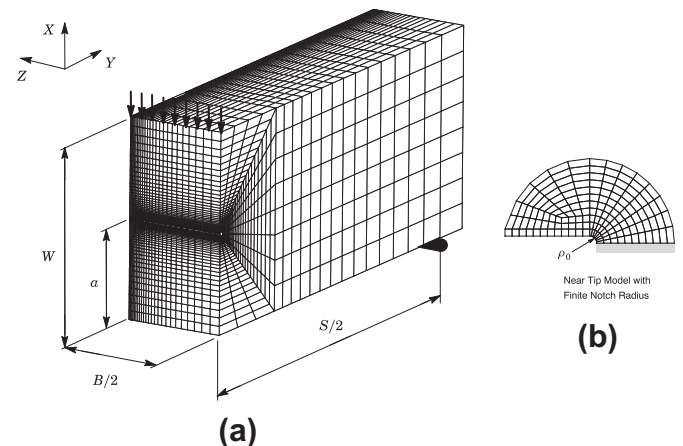 X
Y
Z
W
a
B/2
S/2
(a)
ρ₀
Near Tip Model with
Finite Notch Radius
(b)